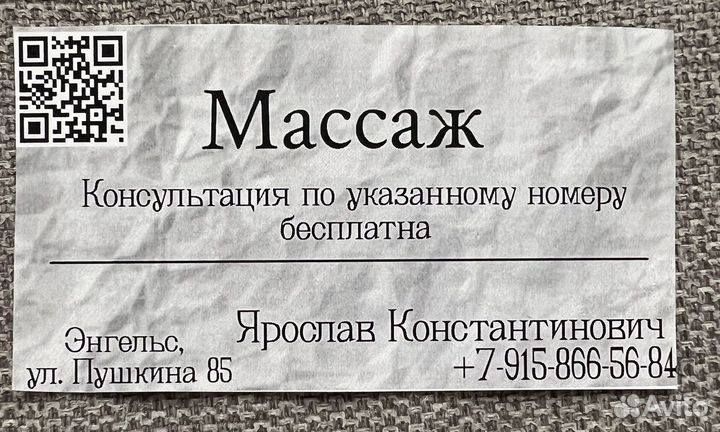 Массаж
Консультация по указанному номеру
бесплатна
Ярослав Константинович
+7-915-866-56-84
Энгельс,
ул. Пушкина 85
Avito